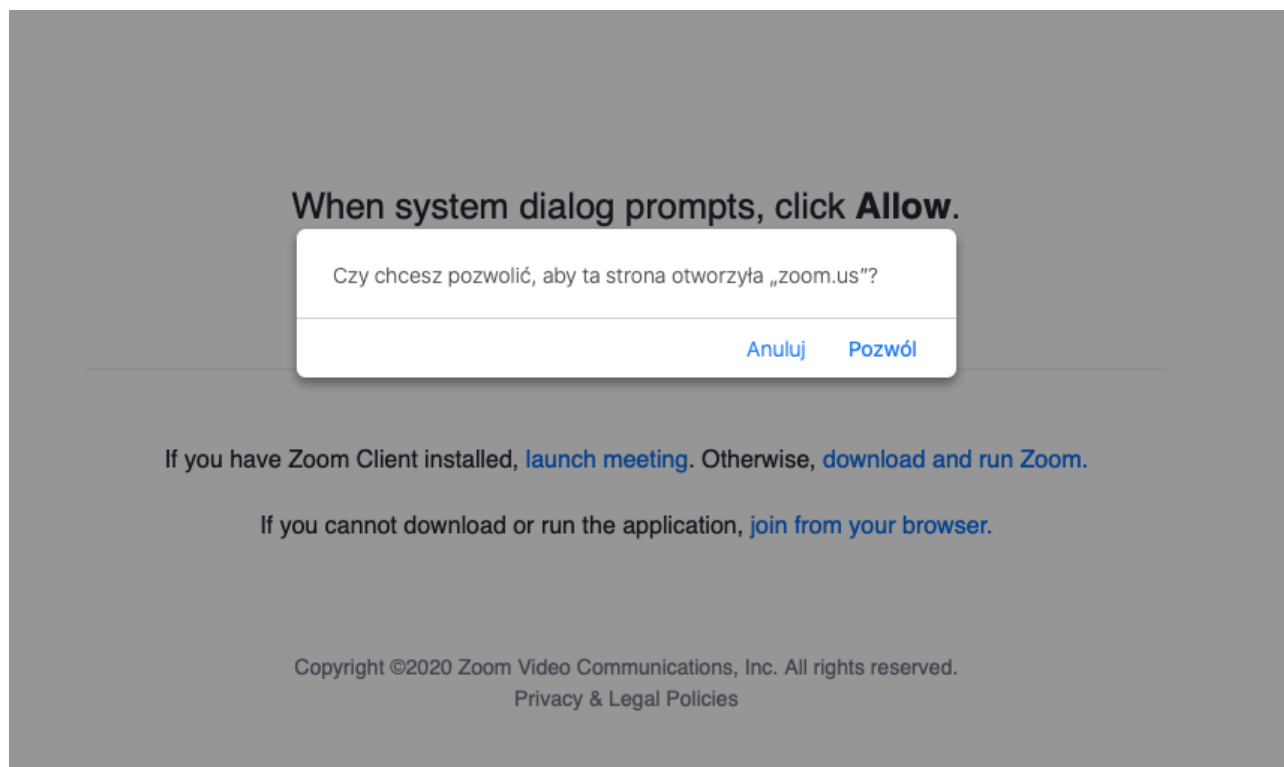 When system dialog prompts, click Allow.
Czy chcesz pozwolić, aby ta strona otworzyła „zoom.us”?
Anuluj Pozwól
If you have Zoom Client installed, launch meeting. Otherwise, download and run Zoom.
If you cannot download or run the application, join from your browser.
Copyright ©2020 Zoom Video Communications, Inc. All rights reserved.
Privacy & Legal Policies